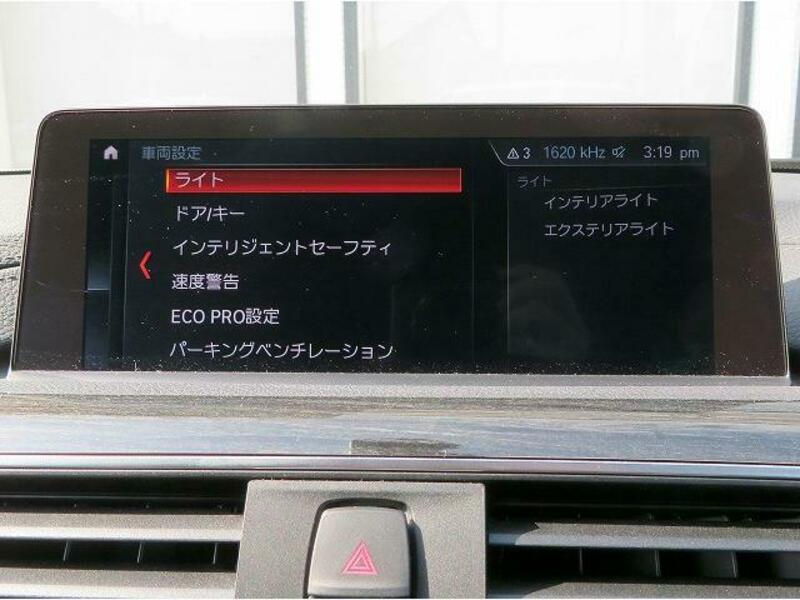 車両設定
3 1620 kHz 3:19 pm
ライト
ドア/キー
インテリジェントセーフティ
速度警告
ECO PRO設定
パーキングベンチレーション
ライト
インテリアライト
エクステリアライト